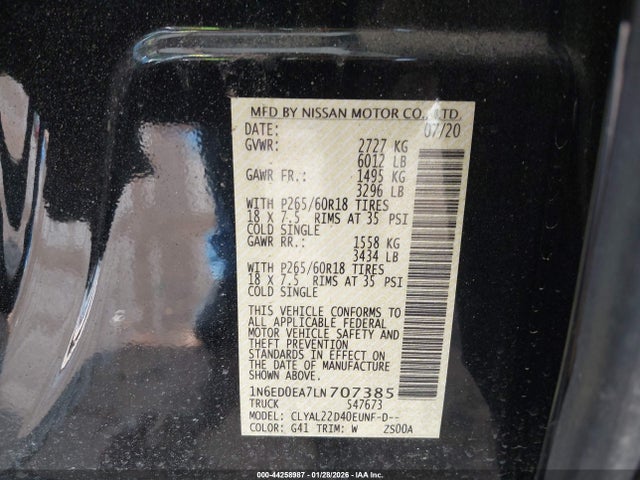 MFD BY NISSAN MOTOR CO., LTD.
DATE: 07/20
GVWR: 2727 KG
6012 LB
GAWR FR.: 1495 KG
3296 LB
WITH P265/60R18 TIRES
18 X 7.5 RIMS AT 35 PSI
COLD SINGLE
GAWR RR.: 1558 KG
3434 LB
WITH P265/60R18 TIRES
18 X 7.5 RIMS AT 35 PSI
COLD SINGLE
THIS VEHICLE CONFORMS TO
ALL APPLICABLE FEDERAL
MOTOR VEHICLE SAFETY
AND THEFT PREVENTION
STANDARDS IN EFFECT ON
THE DATE OF MANUFACTURE
SHOWN ABOVE.
1N6ED0EA7LN707385
TRUCK S47673
MODEL: CLYAL22D40EUNF-D--
COLOR: G41 TRIM: W 2S00A
000-44258987 \ 01/28/2026 \ IAA Inc.